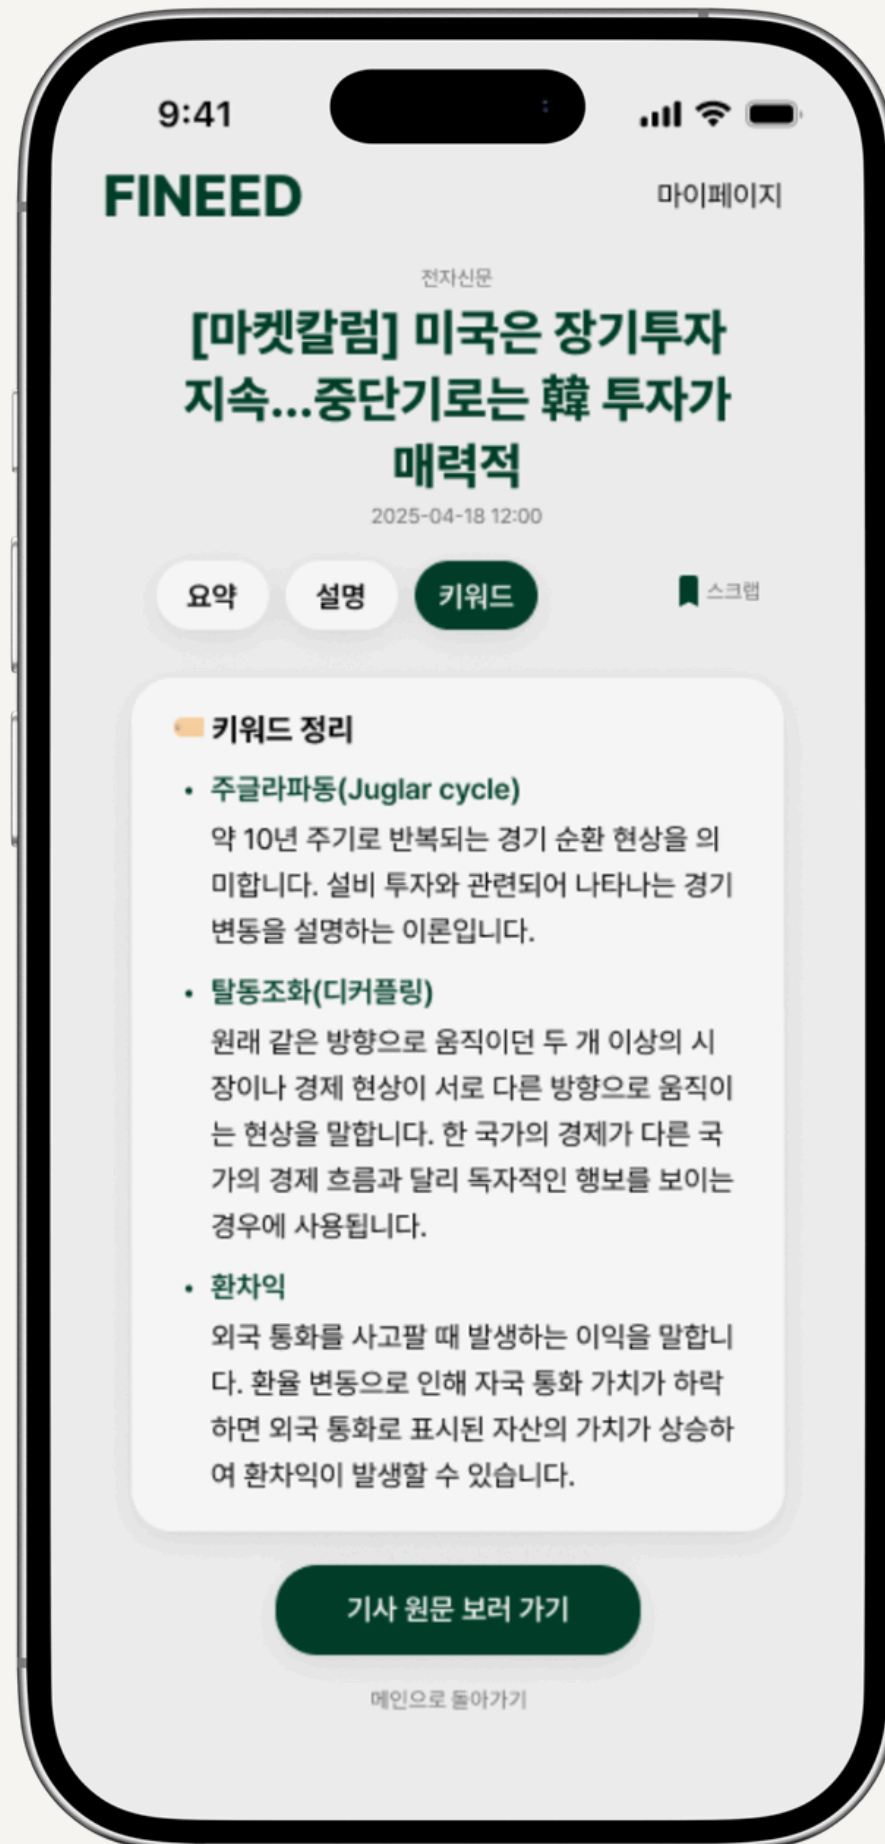 9:41
FINEED
마이페이지
전자신문
[마켓칼럼] 미국은 장기투자
지속...중단기로는 韓 투자가
매력적
2025-04-18 12:00
요약 설명 키워드 스크랩
키워드 정리
• 주글라파동(Juglar cycle)
약 10년 주기로 반복되는 경기 순환 현상을 의
미합니다. 설비 투자와 관련되어 나타나는 경기
변동을 설명하는 이론입니다.
• 탈동조화(디커플링)
원래 같은 방향으로 움직이던 두 개 이상의 시
장이나 경제 현상이 서로 다른 방향으로 움직이
는 현상을 말합니다. 한 국가의 경제가 다른 국
가의 경제 흐름과 달리 독자적인 행보를 보이는
경우에 사용됩니다.
• 환차익
외국 통화를 사고팔 때 발생하는 이익을 말합니
다. 환율 변동으로 인해 자국 통화 가치가 하락
하면 외국 통화로 표시된 자산의 가치가 상승하
여 환차익이 발생할 수 있습니다.
기사 원문 보러 가기
메인으로 돌아가기